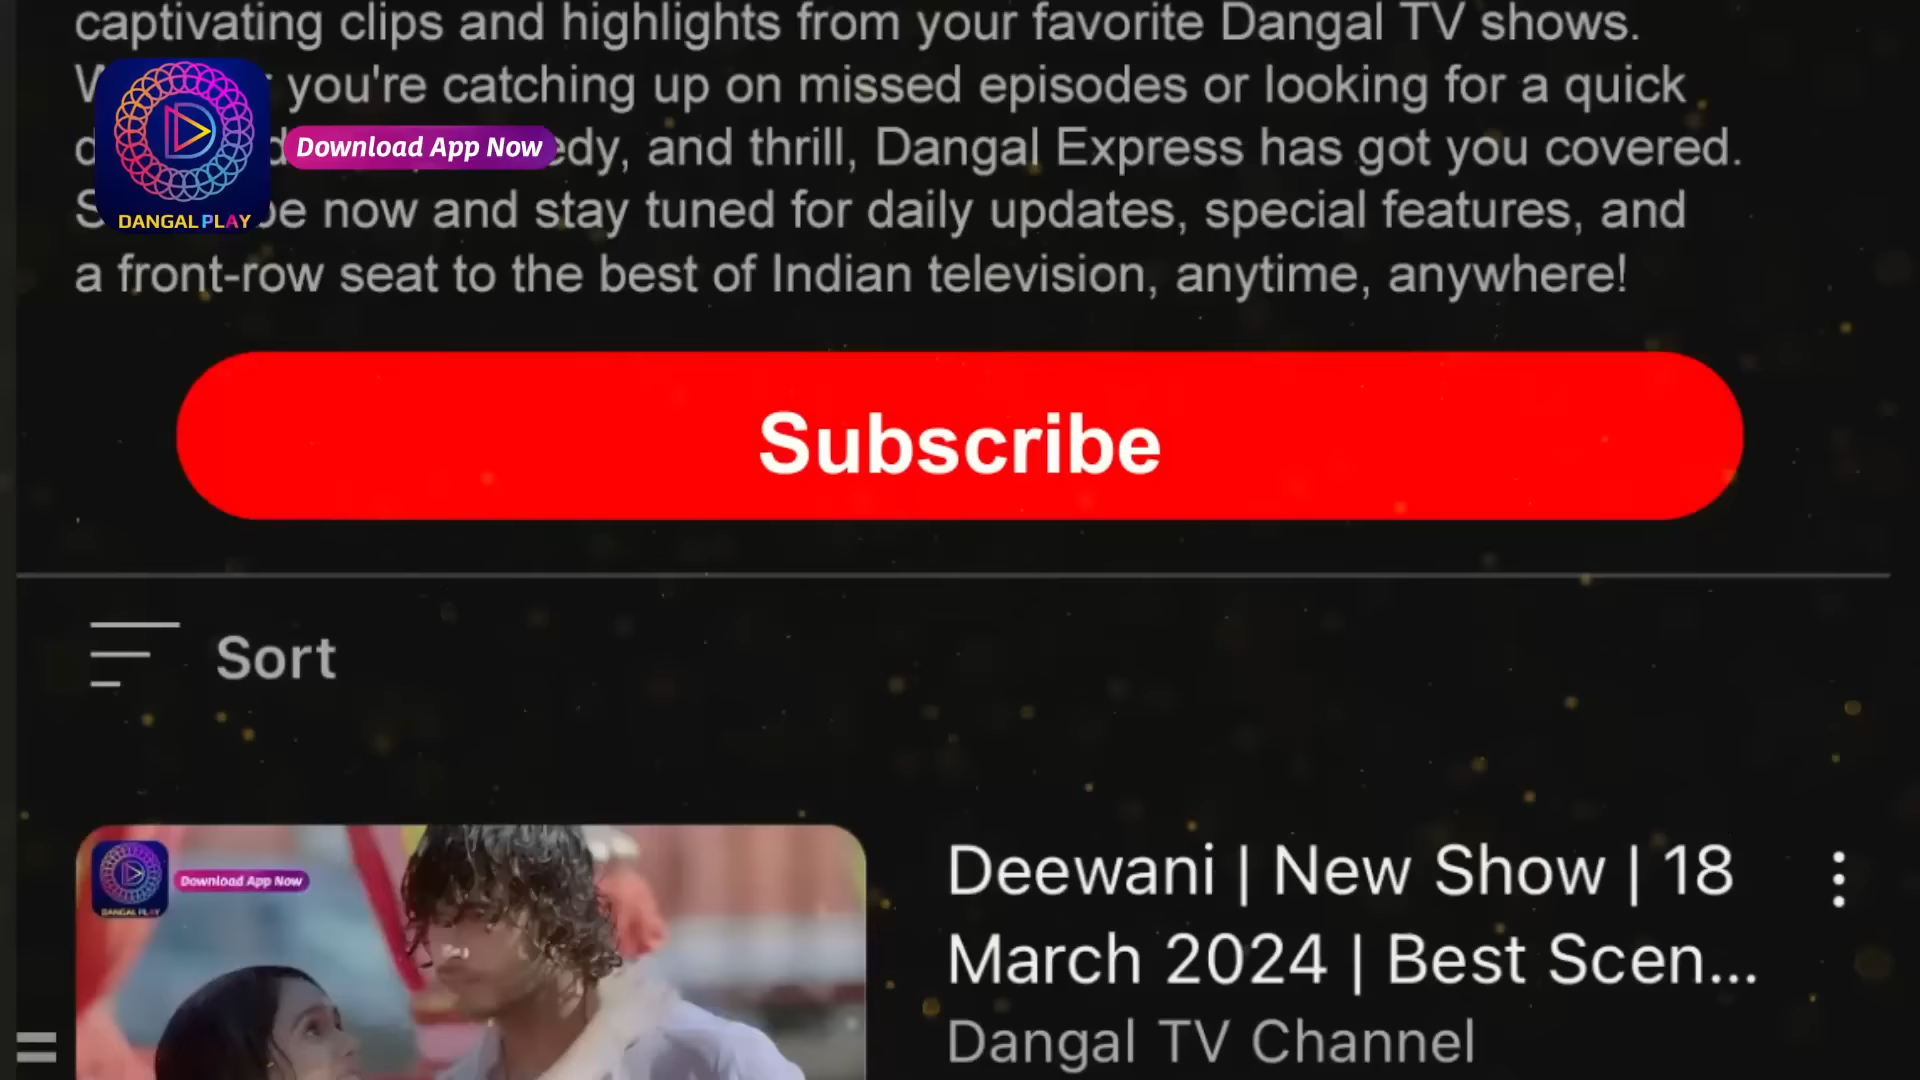 captivating clips and highlights from your favorite Dangal TV shows.
you're catching up on missed episodes or looking for a quick
and thrill, Dangal Express has got you covered.
now and stay tuned for daily updates, special features, and
a front-row seat to the best of Indian television, anytime, anywhere!
Download App Now
DANGAL PLAY
Subscribe
Sort
Download App Now
DANGAL PLAY
Deewani | New Show | 18
March 2024 | Best Scen...
Dangal TV Channel